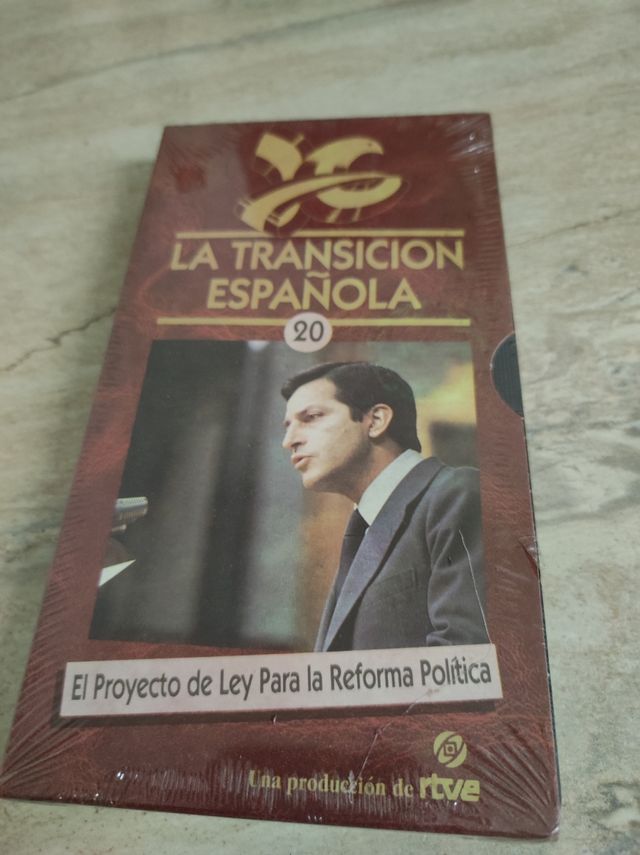 LA TRANSICION
ESPAÑOLA
20
El Proyecto de Ley Para la Reforma Política
Una producción de rtve